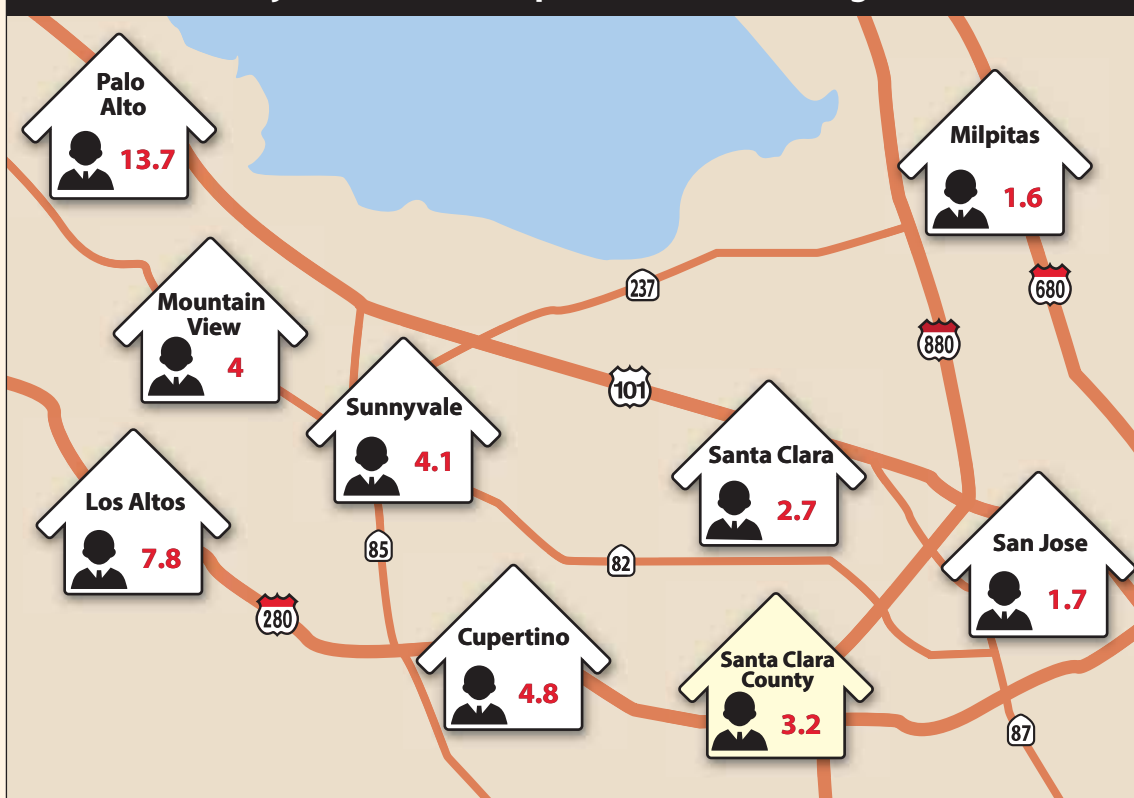 Palo
Alto
13.7
Milpitas
1.6
Mountain
View
4
237
680
880
101
Sunnyvale
4.1
Santa Clara
2.7
Los Altos
7.8
San Jose
1.7
85
82
280
Cupertino
4.8
Santa Clara
County
3.2
87